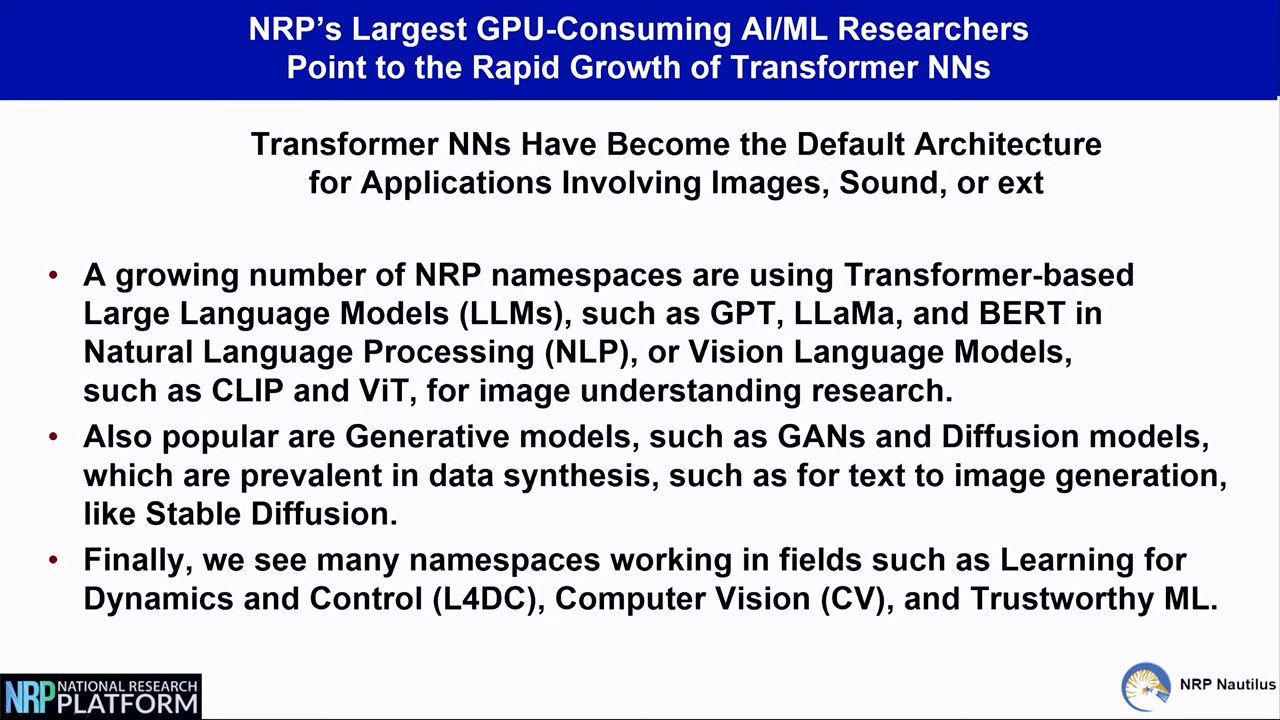 NRP’s Largest GPU-Consuming AI/ML Researchers
Point to the Rapid Growth of Transformer NNs
Transformer NNs Have Become the Default Architecture
for Applications Involving Images, Sound, or ext
• A growing number of NRP namespaces are using Transformer-based
Large Language Models (LLMs), such as GPT, LLaMa, and BERT in
Natural Language Processing (NLP), or Vision Language Models,
such as CLIP and ViT, for image understanding research.
• Also popular are Generative models, such as GANs and Diffusion models,
which are prevalent in data synthesis, such as for text to image generation,
like Stable Diffusion.
• Finally, we see many namespaces working in fields such as Learning for
Dynamics and Control (L4DC), Computer Vision (CV), and Trustworthy ML.
NRP NATIONAL RESEARCH
PLATFORM
NRP Nautilus